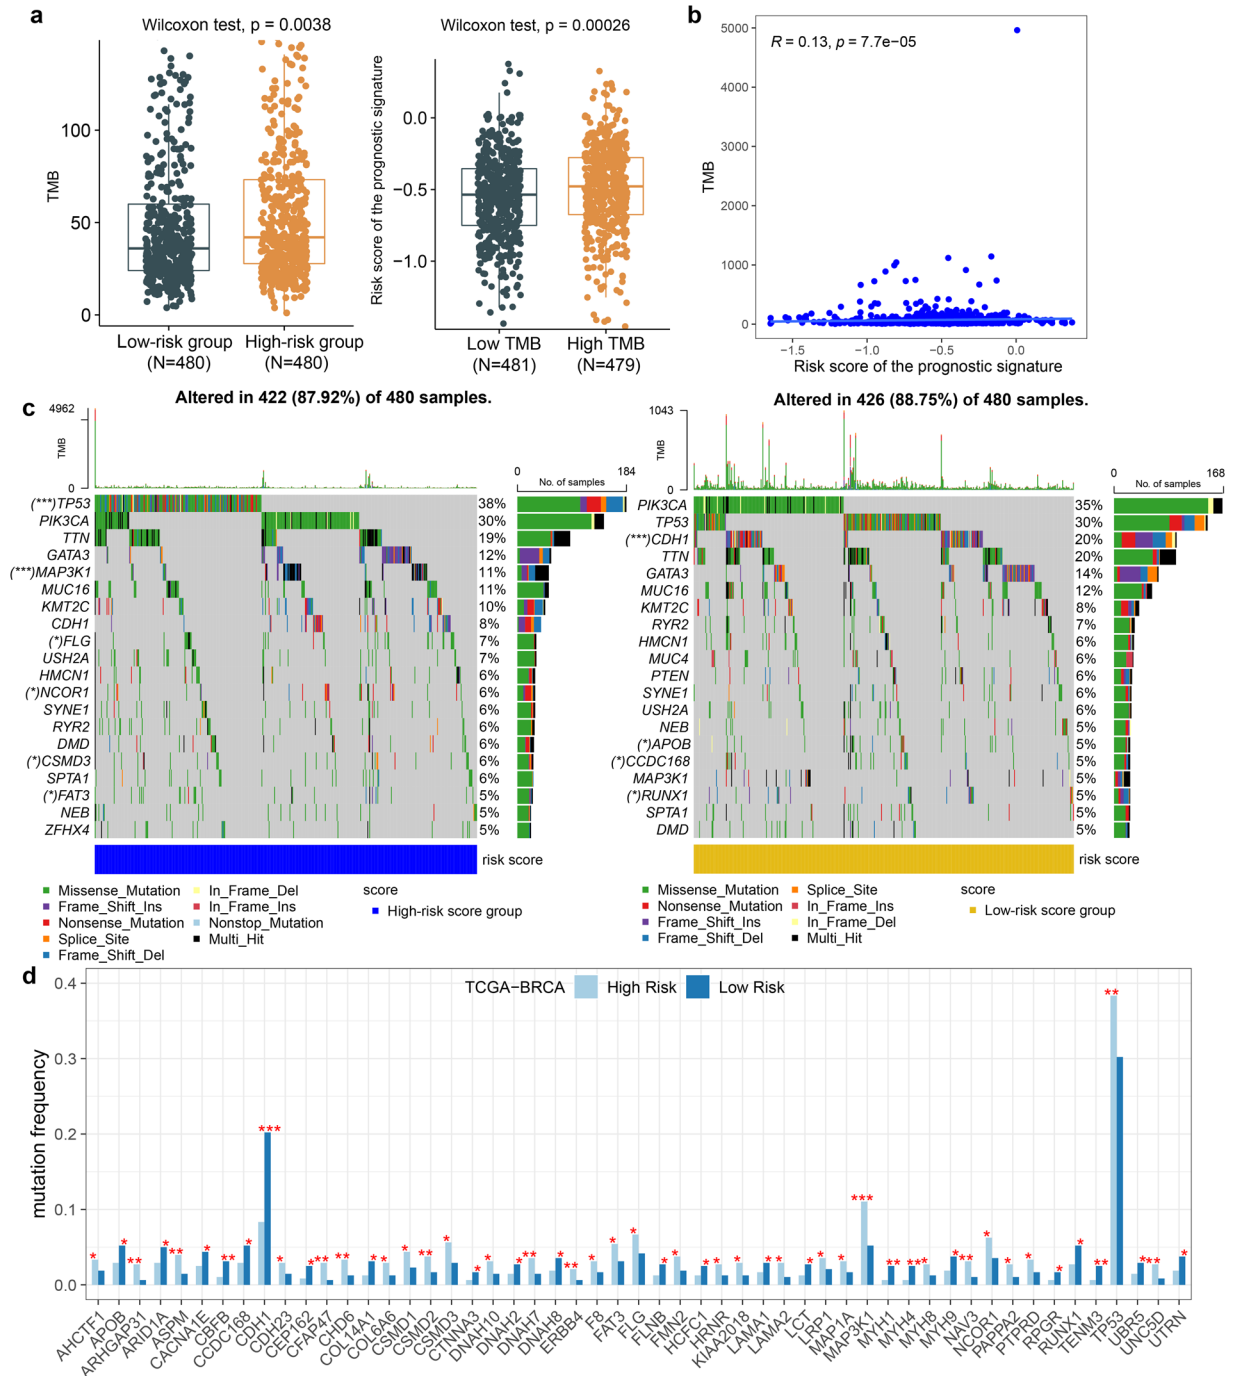 a
Wilcoxon test, p = 0.0038
TMB
100
50
0
Low-risk group
(N=480)
High-risk group
(N=480)
Wilcoxon test, p = 0.00026
Risk score of the prognostic signature
0.0
−0.5
−1.0
Low TMB
(N=481)
High TMB
(N=479)
b
R = 0.13, p = 7.7e−05
TMB
5000
4000
3000
2000
1000
0
−1.5
−1.0
−0.5
0.0
Risk score of the prognostic signature
c
Altered in 422 (87.92%) of 480 samples.
4962
TMB
0
0
184
No. of samples
(***)TP53
38%
PIK3CA
30%
TTN
19%
GATA3
12%
(***)MAP3K1
11%
MUC16
11%
KMT2C
10%
CDH1
8%
(*)FLG
7%
USH2A
7%
HMCN1
6%
(*)NCOR1
6%
SYNE1
6%
RYR2
6%
DMD
6%
(*)CSMD3
6%
SPTA1
6%
(*)FAT3
5%
NEB
5%
ZFHX4
5%
risk score
Missense_Mutation
Frame_Shift_Ins
Nonsense_Mutation
Splice_Site
Frame_Shift_Del
In_Frame_Del
In_Frame_Ins
Nonstop_Mutation
Multi_Hit
score
High-risk score group
Altered in 426 (88.75%) of 480 samples.
1043
TMB
0
0
168
No. of samples
PIK3CA
35%
TP53
30%
(***)CDH1
20%
TTN
20%
GATA3
14%
MUC16
12%
KMT2C
8%
RYR2
7%
HMCN1
6%
MUC4
6%
PTEN
6%
SYNE1
6%
USH2A
6%
NEB
5%
(*)APOB
5%
(*)CCDC168
5%
MAP3K1
5%
(*)RUNX1
5%
SPTA1
5%
DMD
5%
risk score
Missense_Mutation
Nonsense_Mutation
Frame_Shift_Ins
Frame_Shift_Del
Splice_Site
In_Frame_Ins
In_Frame_Del
Multi_Hit
score
Low-risk score group
d
TCGA−BRCA
High Risk
Low Risk
mutation frequency
0.4
0.3
0.2
0.1
0.0
AHCTF1
APOB
ARHGAP31
ARID1A
ASPM
CACNA1E
CBFB
CCDC168
CDH1
CDH23
CEP162
CFAP47
CHD6
COL14A1
COL6A6
CSMD1
CSMD2
CSMD3
CTNNA3
DNAH10
DNAH2
DNAH7
DNAH8
ERBB4
F8
FAT3
FLG
FLNB
FMN2
HCFC1
HRNR
KIAA2018
LAMA1
LAMA2
LCT
LRP1
MAP1A
MAP3K1
MYH1
MYH4
MYH8
MYH9
NAV3
NCOR1
PAPPA2
PTPRD
RPGR
RUNX1
TENM3
TP53
UBR5
UNC5D
UTRN